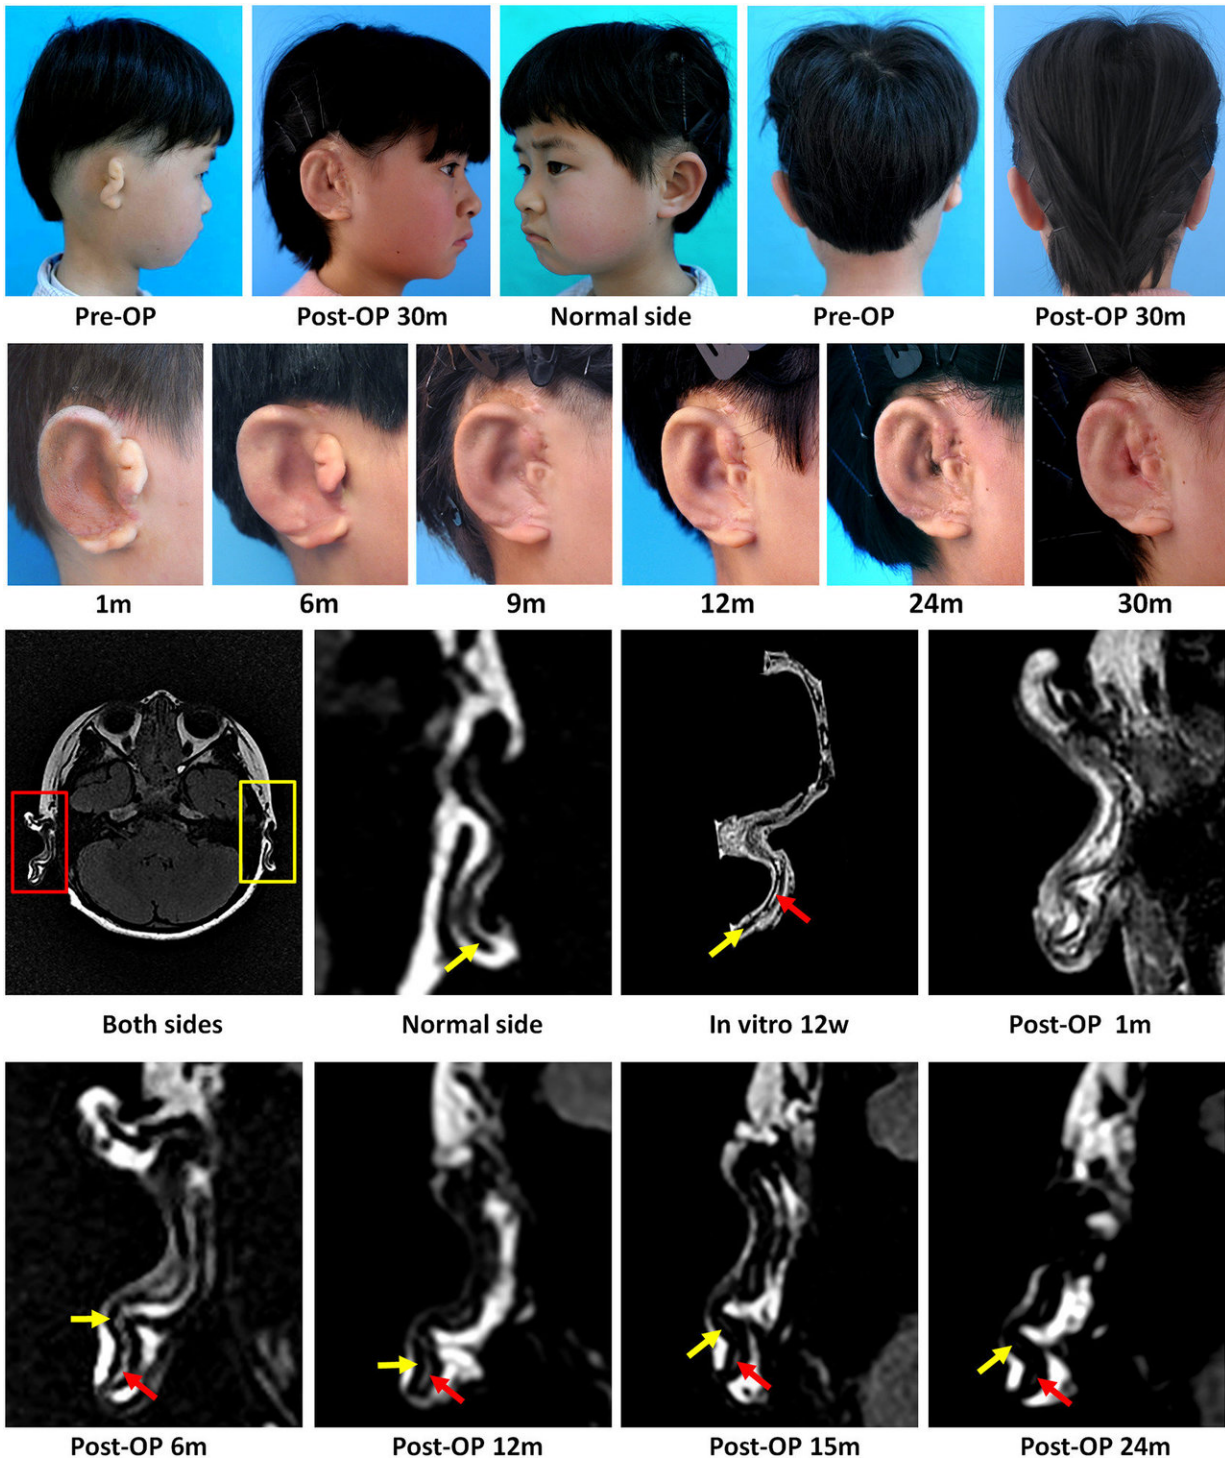 Pre-OP
Post-OP 30m
Normal side
Pre-OP
Post-OP 30m
1m
6m
9m
12m
24m
30m
Both sides
Normal side
In vitro 12w
Post-OP 1m
Post-OP 6m
Post-OP 12m
Post-OP 15m
Post-OP 24m